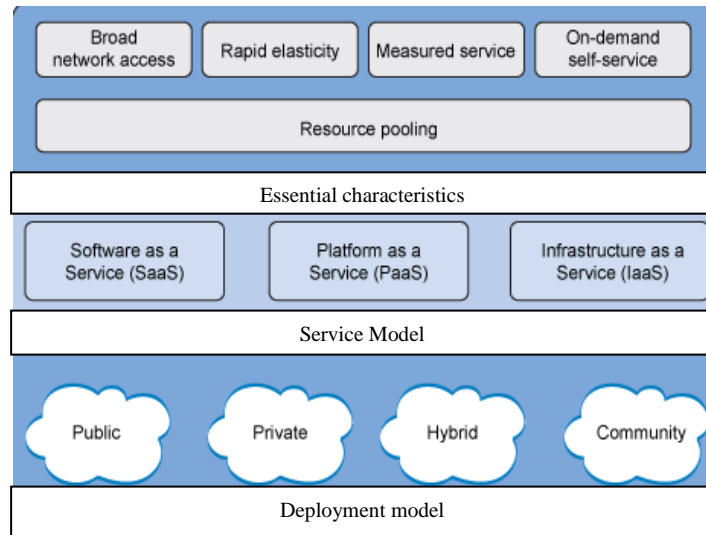 Broad
network access
Rapid elasticity
Measured service
On-demand
self-service
Resource pooling
Essential characteristics
Software as a
Service (SaaS)
Platform as a
Service (PaaS)
Infrastructure as a
Service (IaaS)
Service Model
Public
Private
Hybrid
Community
Deployment model